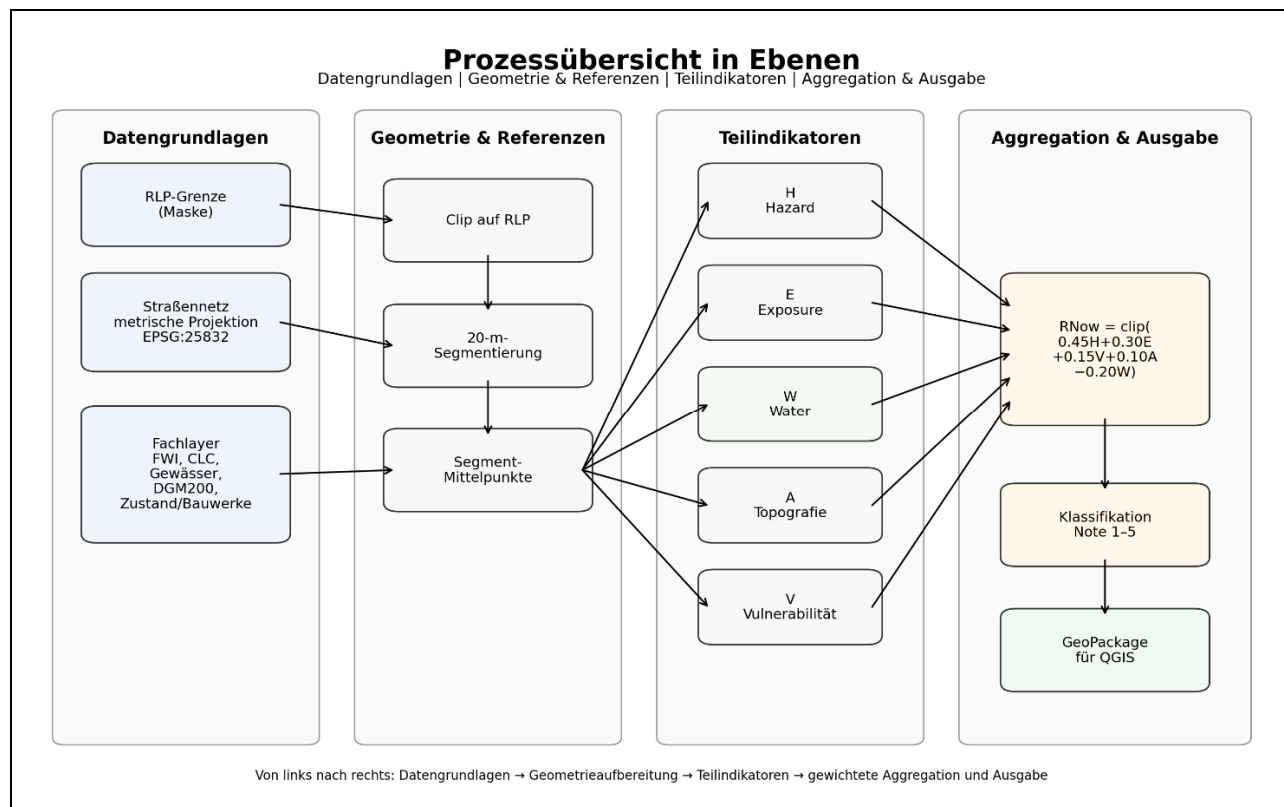 Prozessübersicht in Ebenen
Datengrundlagen | Geometrie & Referenzen | Teilindikatoren | Aggregation & Ausgabe
Datengrundlagen
RLP-Grenze
(Maske)
Straßennetz
metrische Projektion
EPSG:25832
Fachlayer
FWI, CLC,
Gewässer,
DGM200,
Zustand/Bauwerke
Geometrie & Referenzen
Clip auf RLP
20-m-
Segmentierung
Segment-
Mittelpunkte
Teilindikatoren
H
Hazard
E
Exposure
W
Water
A
Topografie
V
Vulnerabilität
Aggregation & Ausgabe
RNow = clip(
0.45H+0.30E
+0.15V+0.10A
−0.20W)
Klassifikation
Note 1–5
GeoPackage
für QGIS
Von links nach rechts: Datengrundlagen → Geometrieaufbereitung → Teilindikatoren → gewichtete Aggregation und Ausgabe